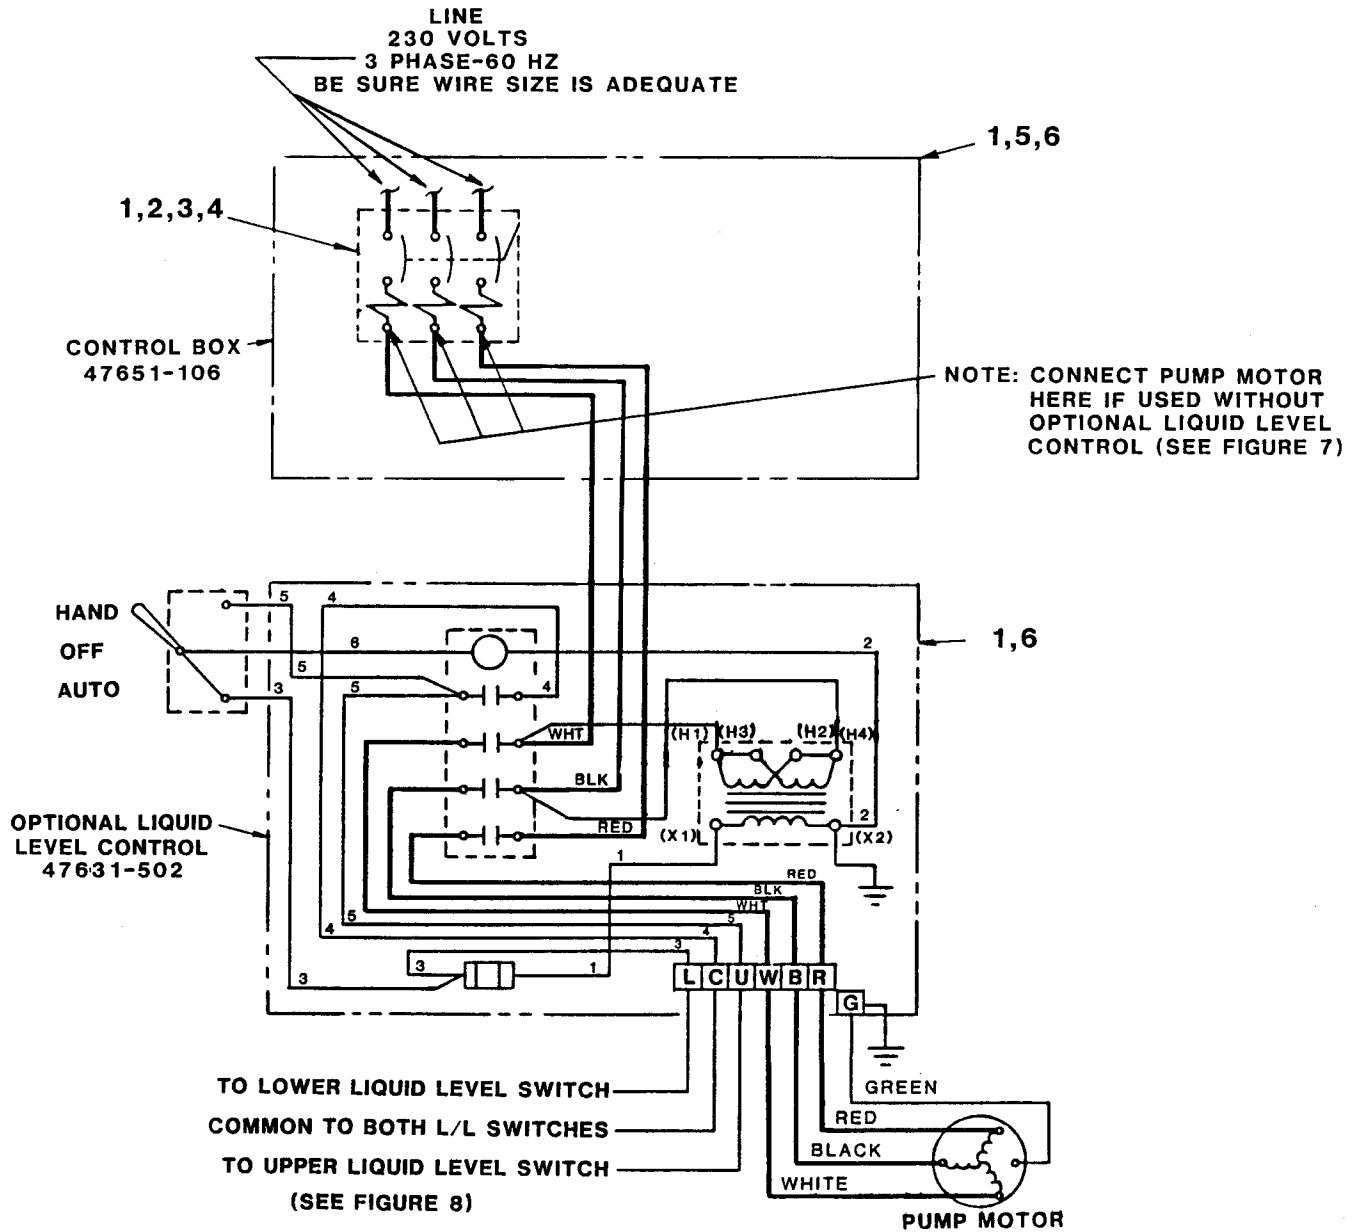 LINE
230 VOLTS
3 PHASE-60 HZ
BE SURE WIRE SIZE IS ADEQUATE
1,5,6
1,2,3,4
CONTROL BOX
47651-106
NOTE: CONNECT PUMP MOTOR
HERE IF USED WITHOUT
OPTIONAL LIQUID LEVEL
CONTROL (SEE FIGURE 7)
HAND
OFF
AUTO
5
4
6
2
1,6
5
5
4
3
WHT
(H1)
(H3)
(H2)
(H4)
BLK
RED
2
(X1)
(X2)
OPTIONAL LIQUID
LEVEL CONTROL
47631-502
1
RED
BLK
WHT
5
5
4
4
3
3
3
1
L C U W B R
G
TO LOWER LIQUID LEVEL SWITCH
COMMON TO BOTH L/L SWITCHES
TO UPPER LIQUID LEVEL SWITCH
(SEE FIGURE 8)
GREEN
RED
BLACK
WHITE
PUMP MOTOR